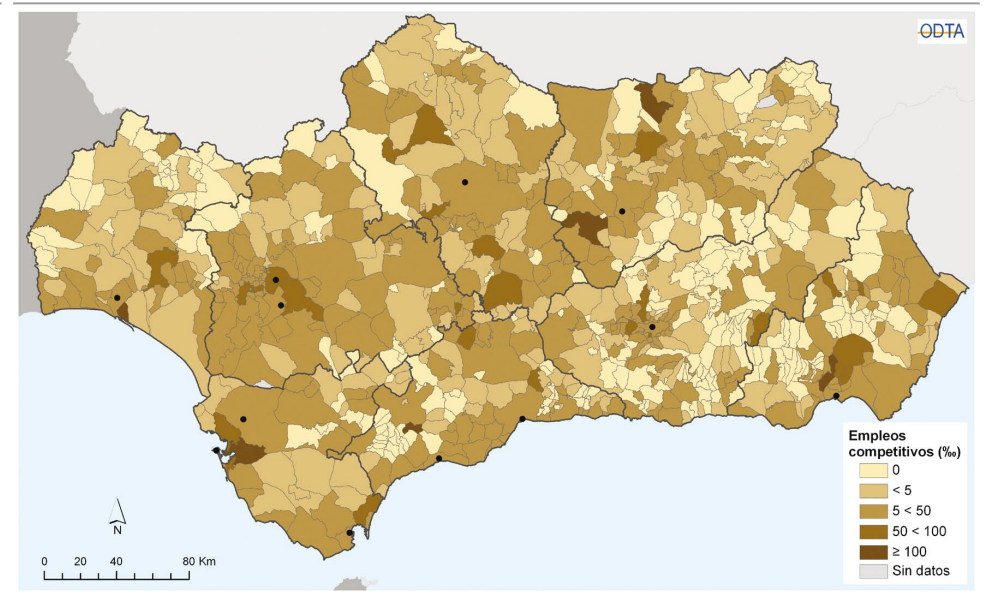 ODTA
Empleos
competitivos (‰)
0
< 5
5 < 50
50 < 100
≥ 100
Sin datos
N
0 20 40 80 Km